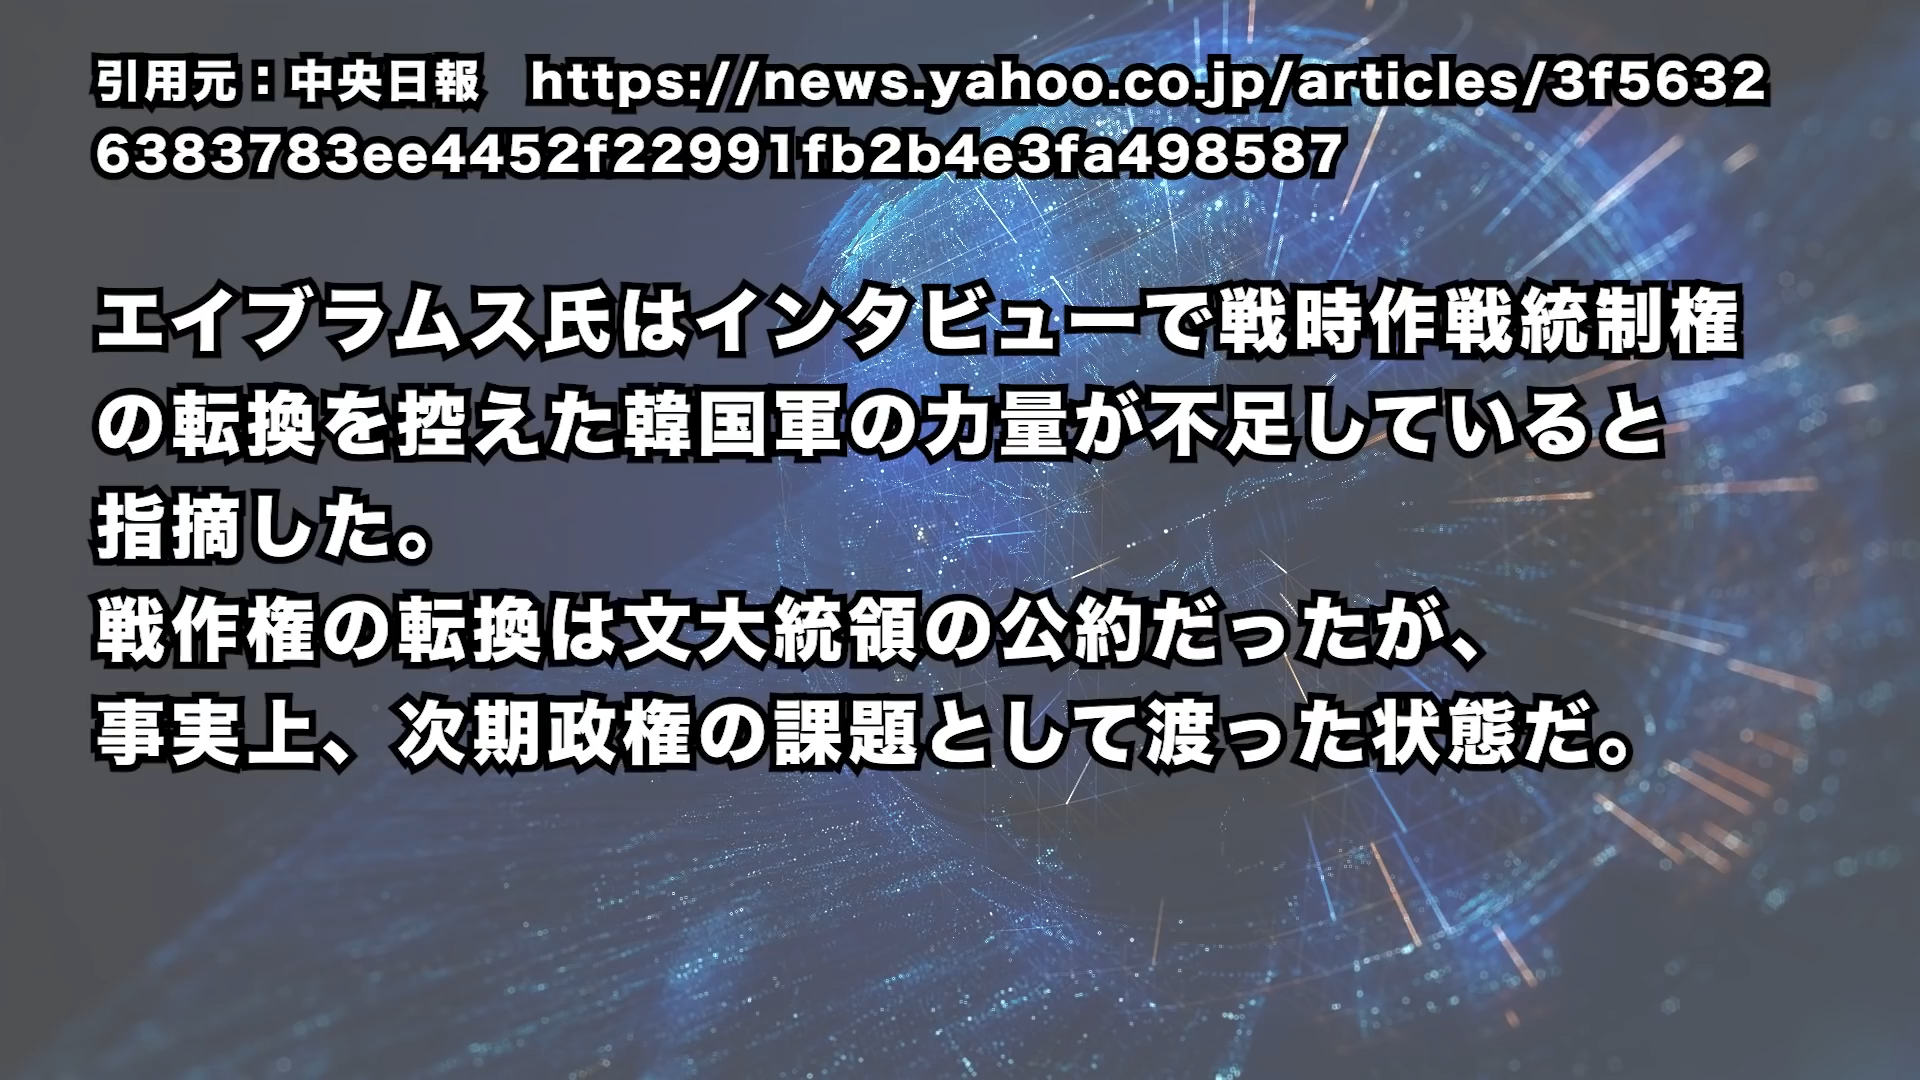 引用元：中央日報　https://news.yahoo.co.jp/articles/3f5632
6383783ee4452f22991fb2b4e3fa498587
エイブラムス氏はインタビューで戦時作戦統制権
の転換を控えた韓国軍の力量が不足していると
指摘した。
戦作権の転換は文大統領の公約だったが、
事実上、次期政権の課題として渡った状態だ。